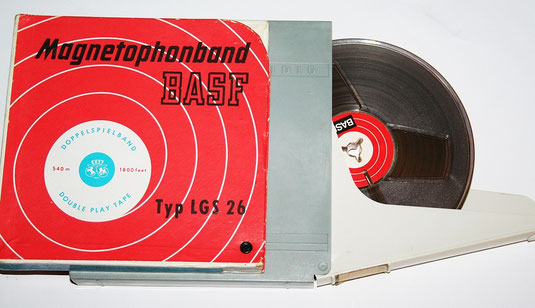 Magnetophonband
BASF
DOPPELSPIELBAND
540 m 1800 feet
DOUBLE PLAY TAPE
Typ LGS 26
BASF